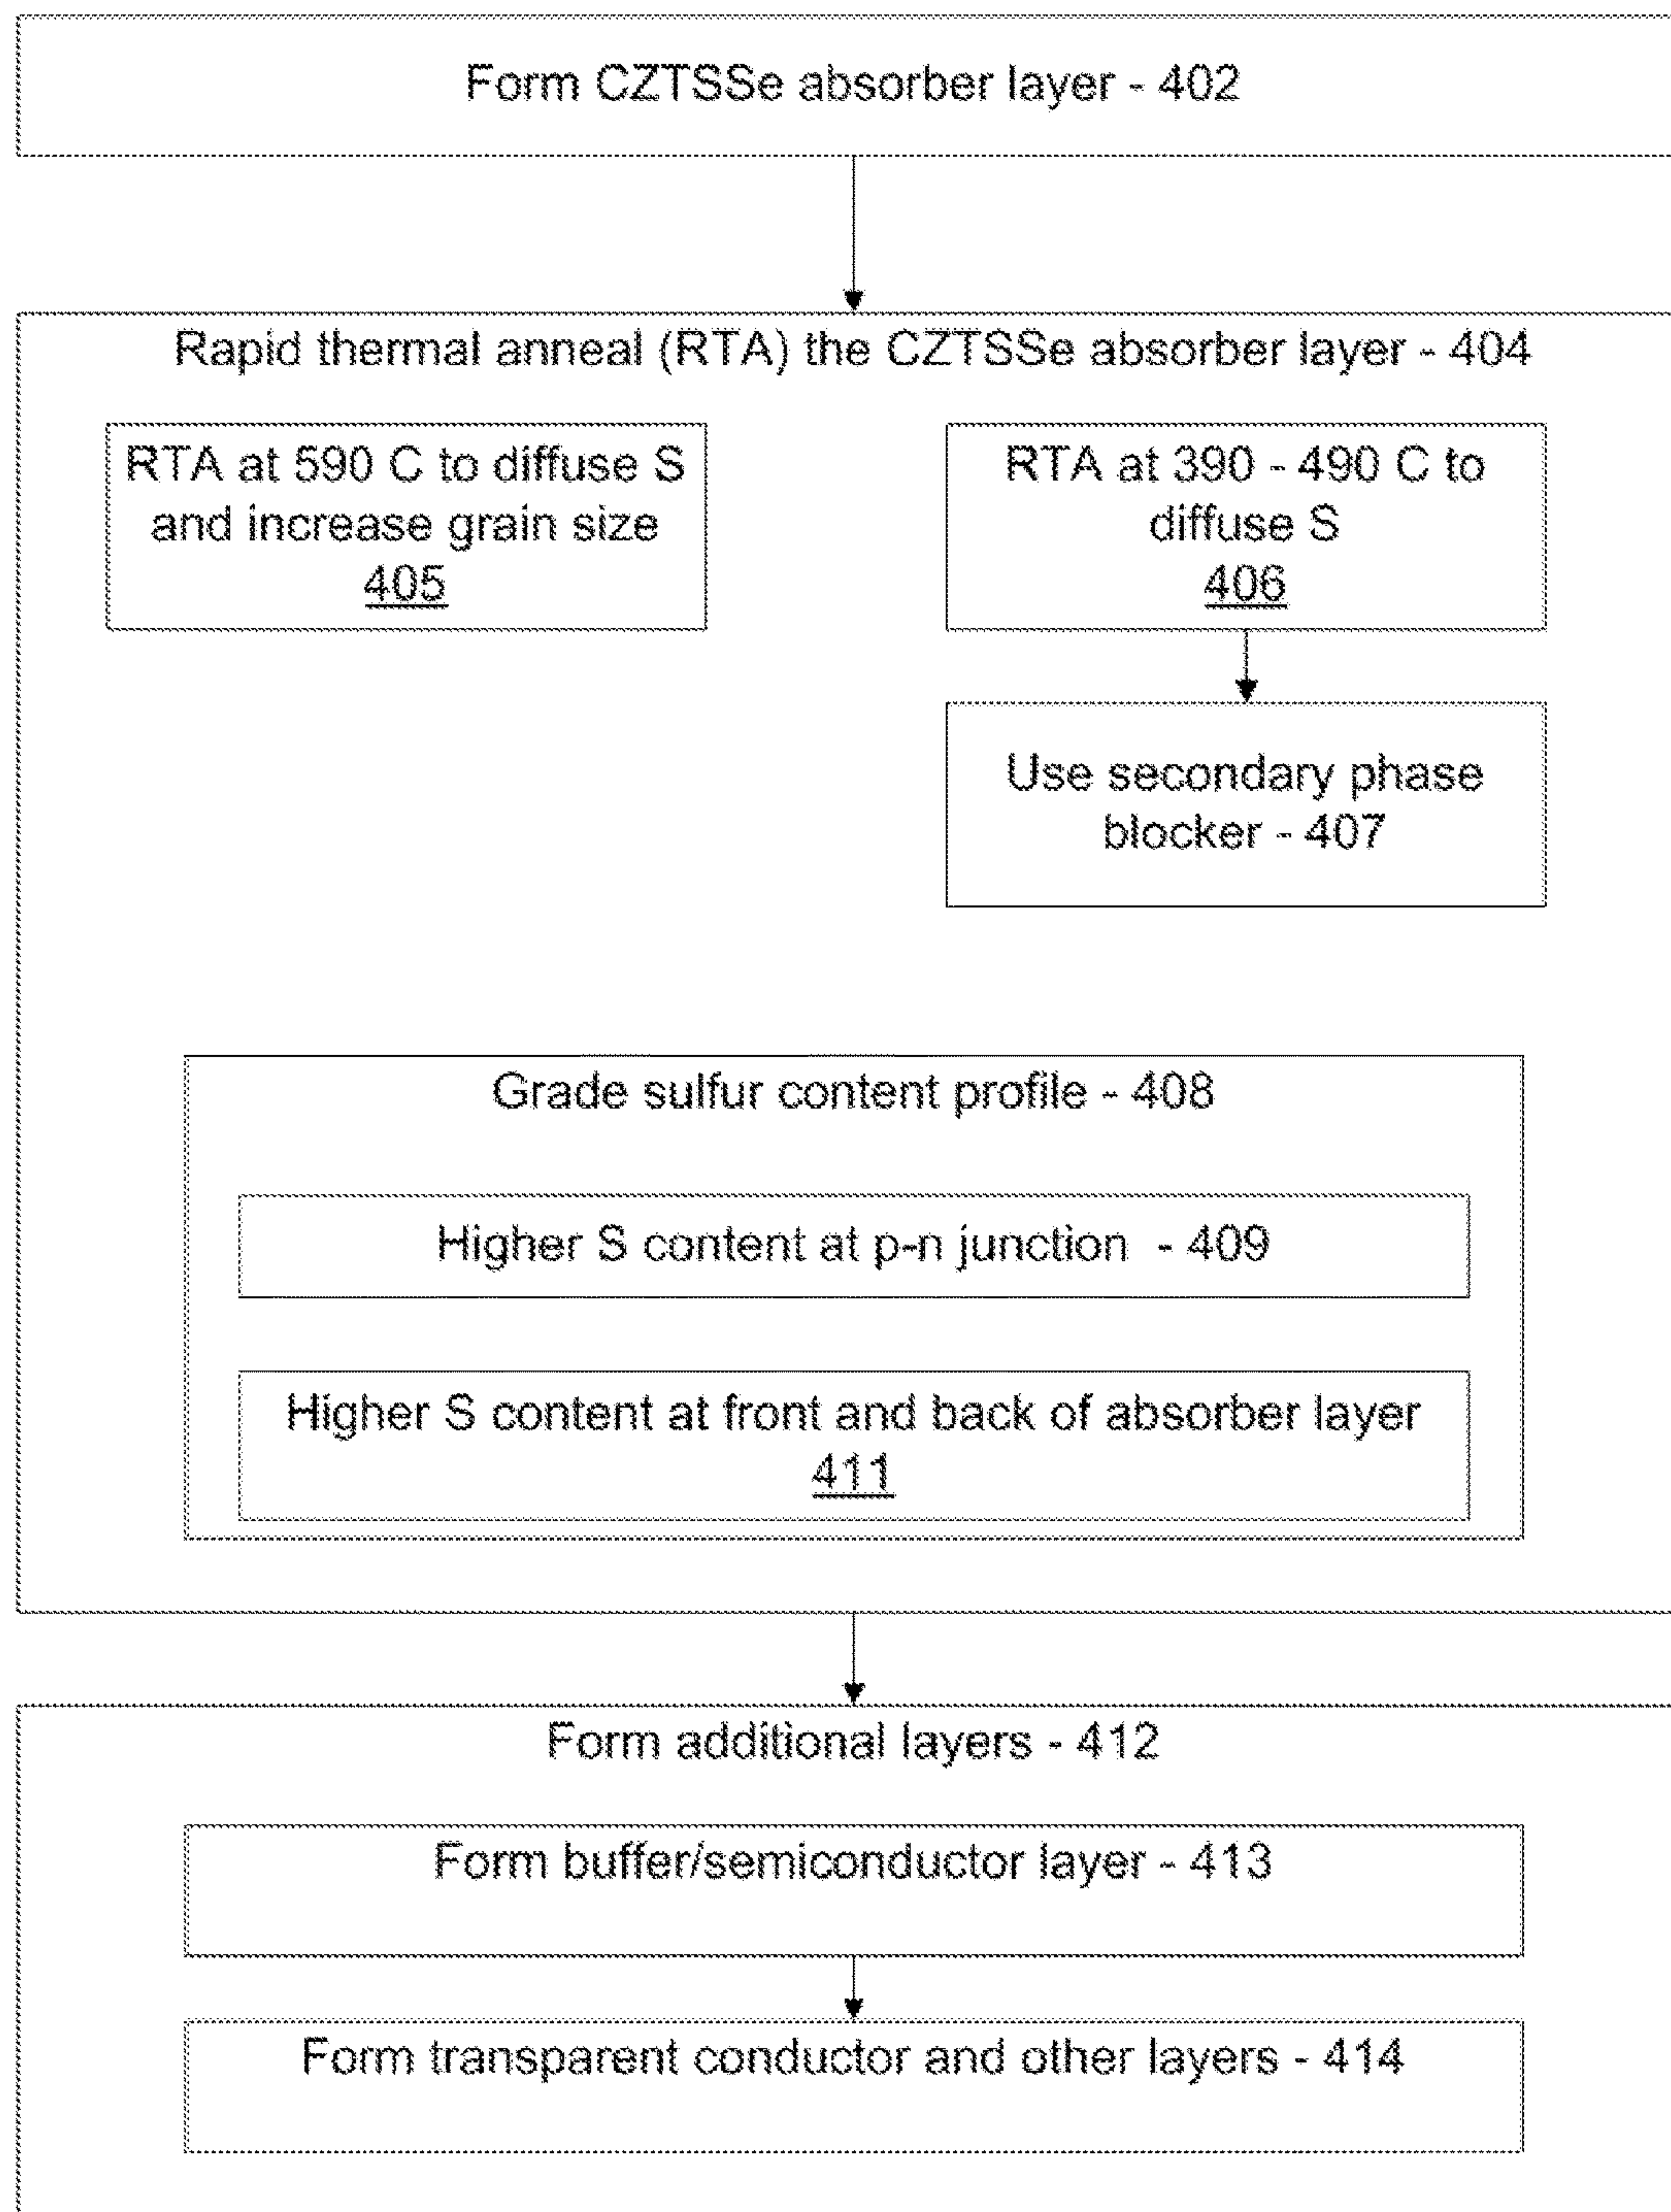 Form CZTSSe absorber layer - 402
Rapid thermal anneal (RTA) the CZTSSe absorber layer - 404
RTA at 590 C to diffuse S
and increase grain size
405
RTA at 390 - 490 C to
diffuse S
406
Use secondary phase
blocker - 407
Grade sulfur content profile - 408
Higher S content at p-n junction - 409
Higher S content at front and back of absorber layer
411
Form additional layers - 412
Form buffer/semiconductor layer - 413
Form transparent conductor and other layers - 414